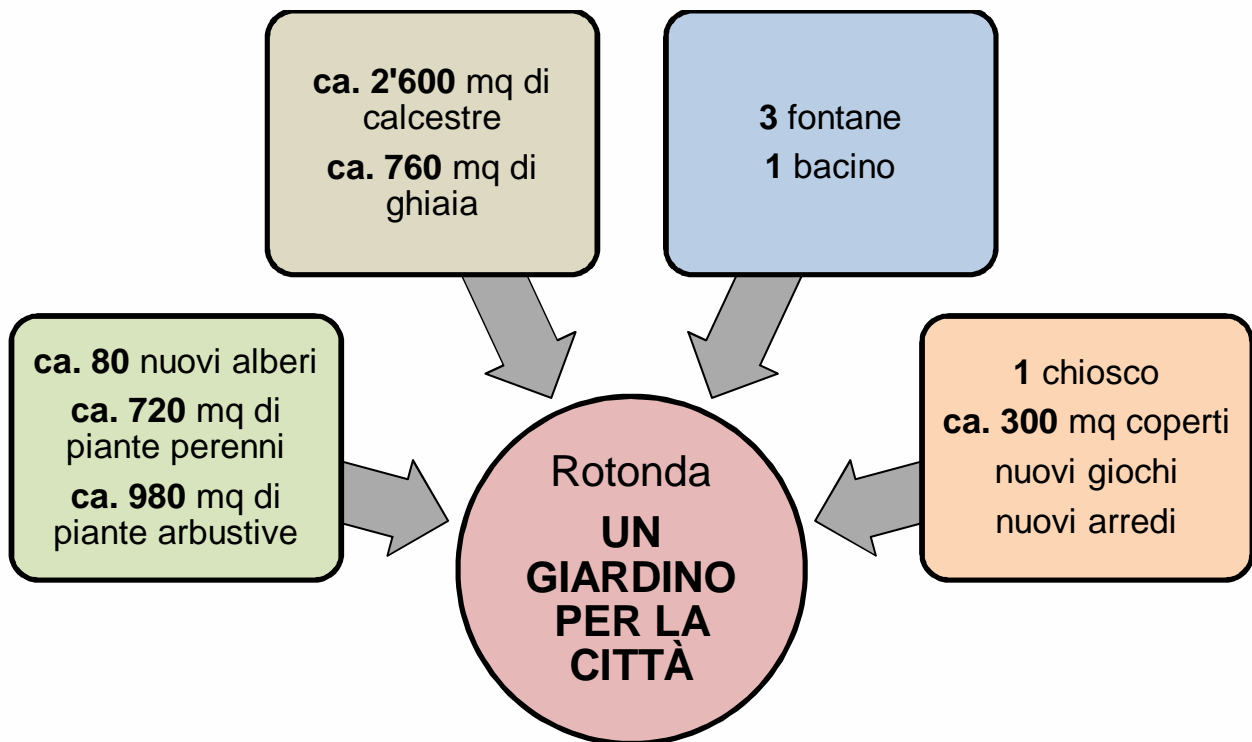 ca. 2'600 mq di
calcestre
ca. 760 mq di
ghiaia
3 fontane
1 bacino
ca. 80 nuovi alberi
ca. 720 mq di
piante perenni
ca. 980 mq di
piante arbustive
1 chiosco
ca. 300 mq coperti
nuovi giochi
nuovi arredi
Rotonda
UN
GIARDINO
PER LA
CITTÀ